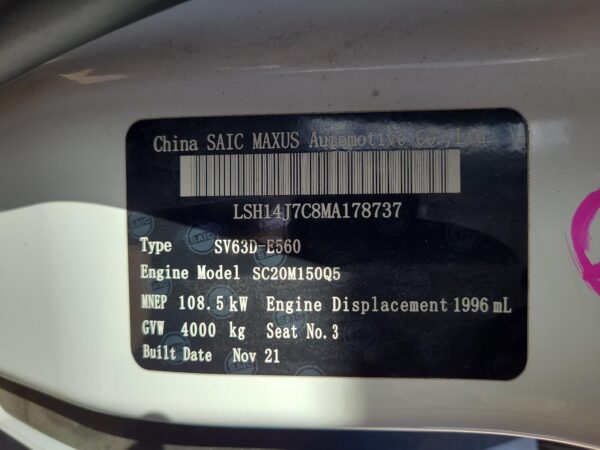 China SAIC MAXUS Automotive Co., Ltd.
LSH14J7C8MA178737
Type SV63D-E560
Engine Model SC20M150Q5
MNEP 108.5 kW Engine Displacement 1996 mL
GVW 4000 kg Seat No. 3
Built Date Nov 21